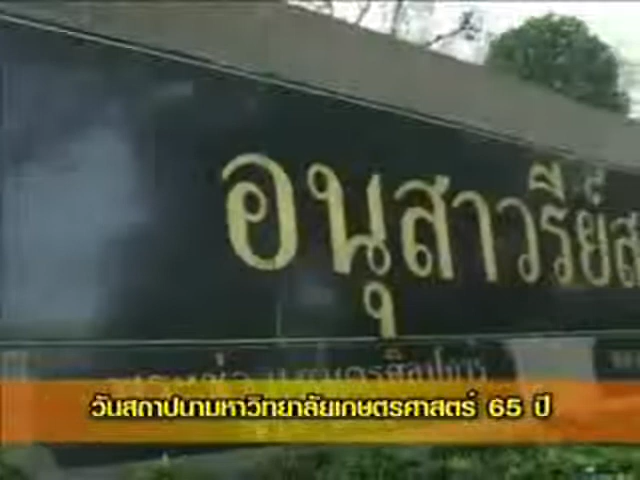 อนุสาวรีย์ส
วันสถาปนามหาวิทยาลัยเกษตรศาสตร์ 65 ปี